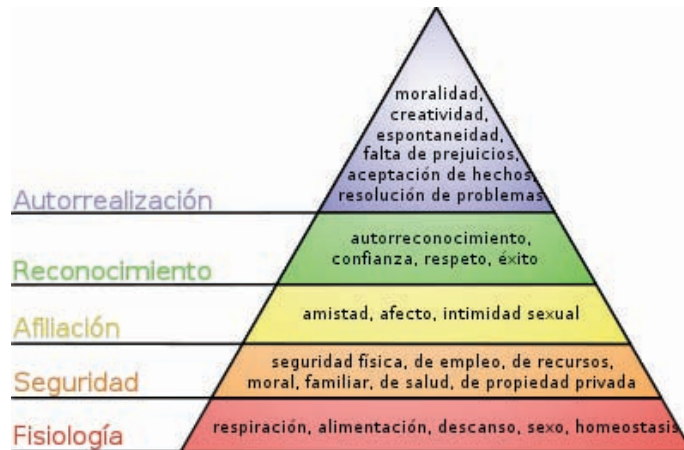 moralidad,
creatividad,
espontaneidad,
falta de prejuicios,
aceptación de hechos,
resolución de problemas
Autorrealización
autorreconocimiento,
confianza, respeto, éxito
Reconocimiento
amistad, afecto, intimidad sexual
Afiliación
seguridad física, de empleo, de recursos,
moral, familiar, de salud, de propiedad privada
Seguridad
respiración, alimentación, descanso, sexo, homeostasis
Fisiología